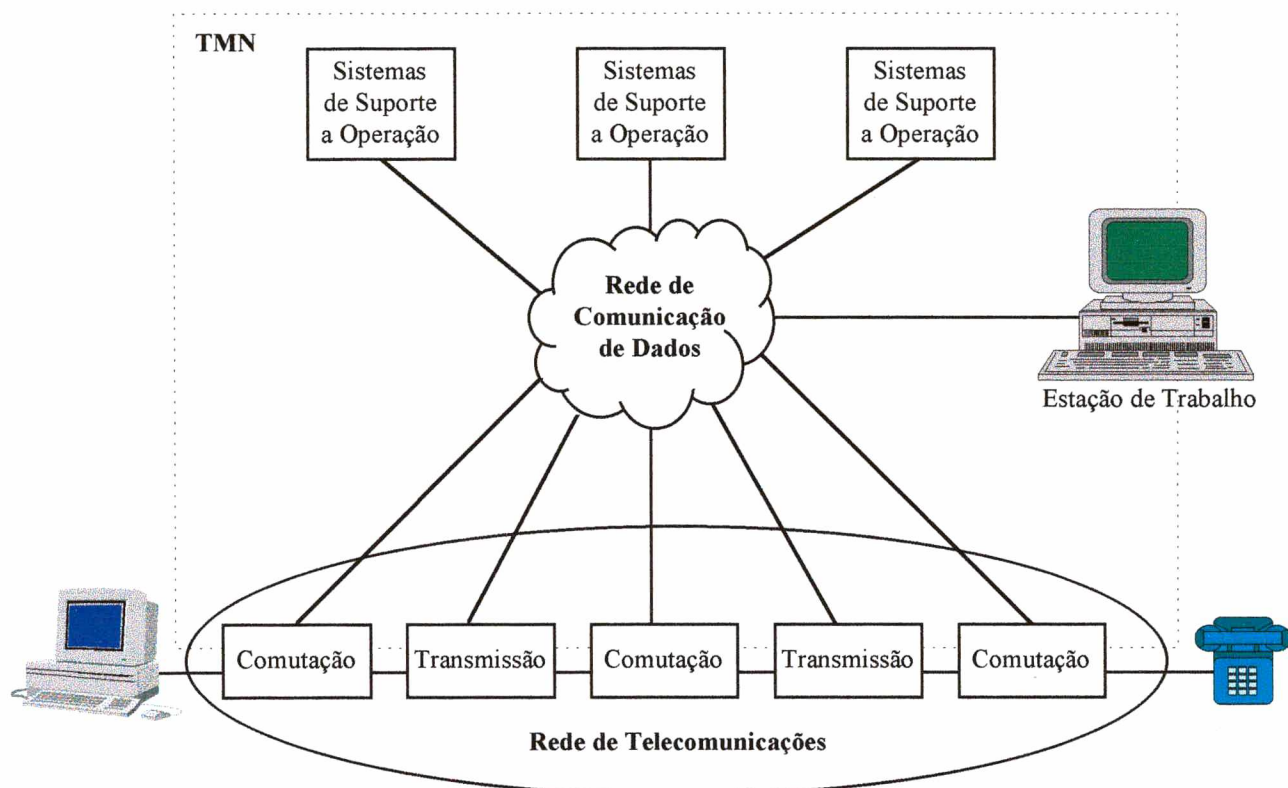 TMN
Sistemas
de Suporte
a Operação
Sistemas
de Suporte
a Operação
Sistemas
de Suporte
a Operação
Rede de
Comunicação
de Dados
Estação de Trabalho
Comutação
Transmissão
Comutação
Transmissão
Comutação
Rede de Telecomunicações